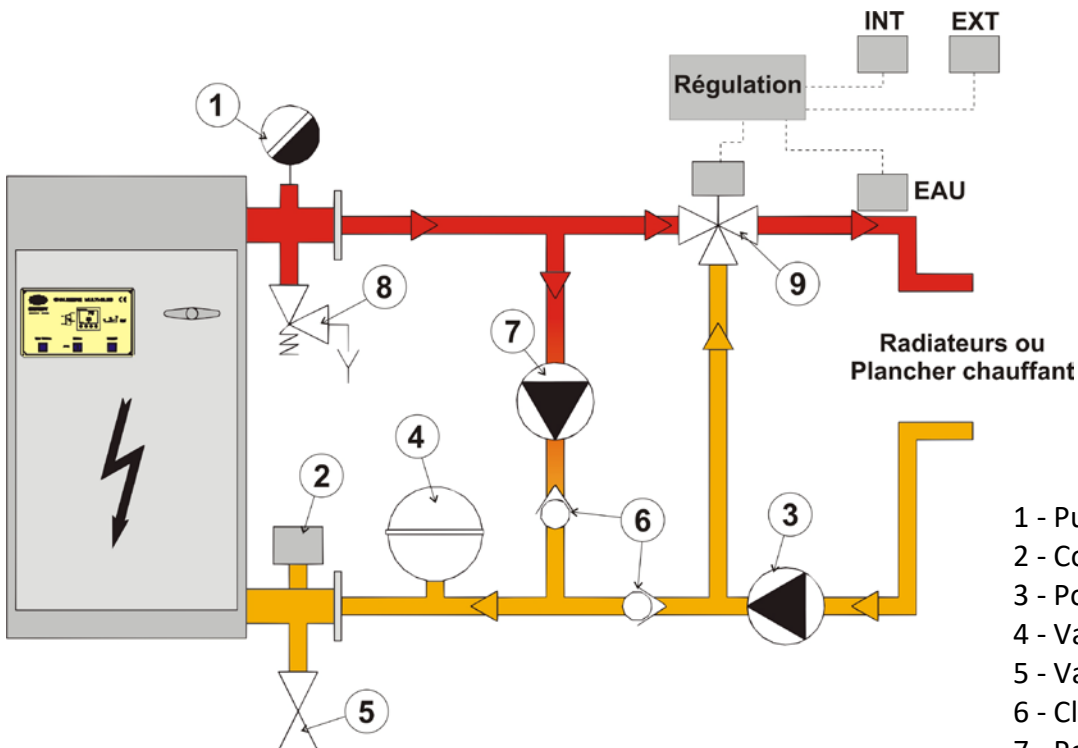 INT EXT
Régulation
EAU
1
8
9
7
4
2
6
3
5
Radiateurs ou
Plancher chauffant
1 - Pu
2 - Co
3 - Po
4 - Va
5 - Va
6 - Cl